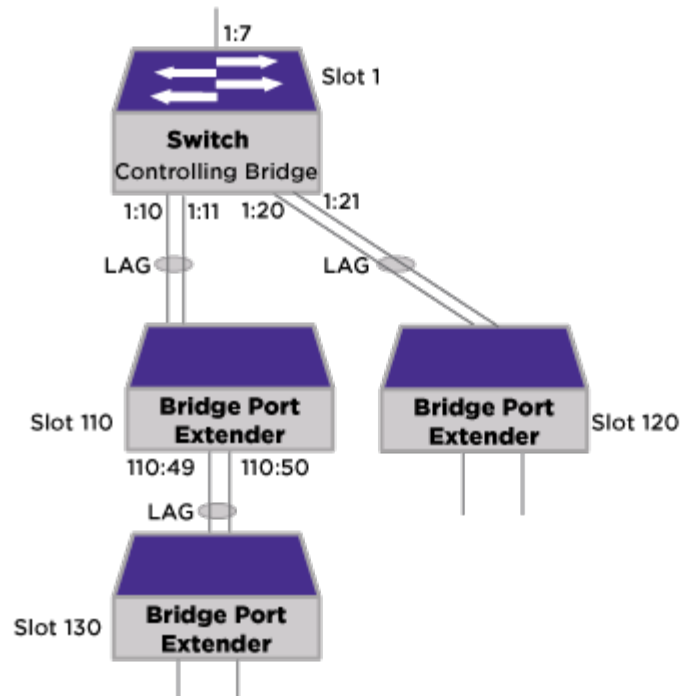 1:7
Slot 1
Switch
Controlling Bridge
1:10
1:11
1:20
1:21
LAG
LAG
Slot 110
Bridge Port
Extender
Bridge Port
Extender
Slot 120
110:49
110:50
LAG
Slot 130
Bridge Port
Extender